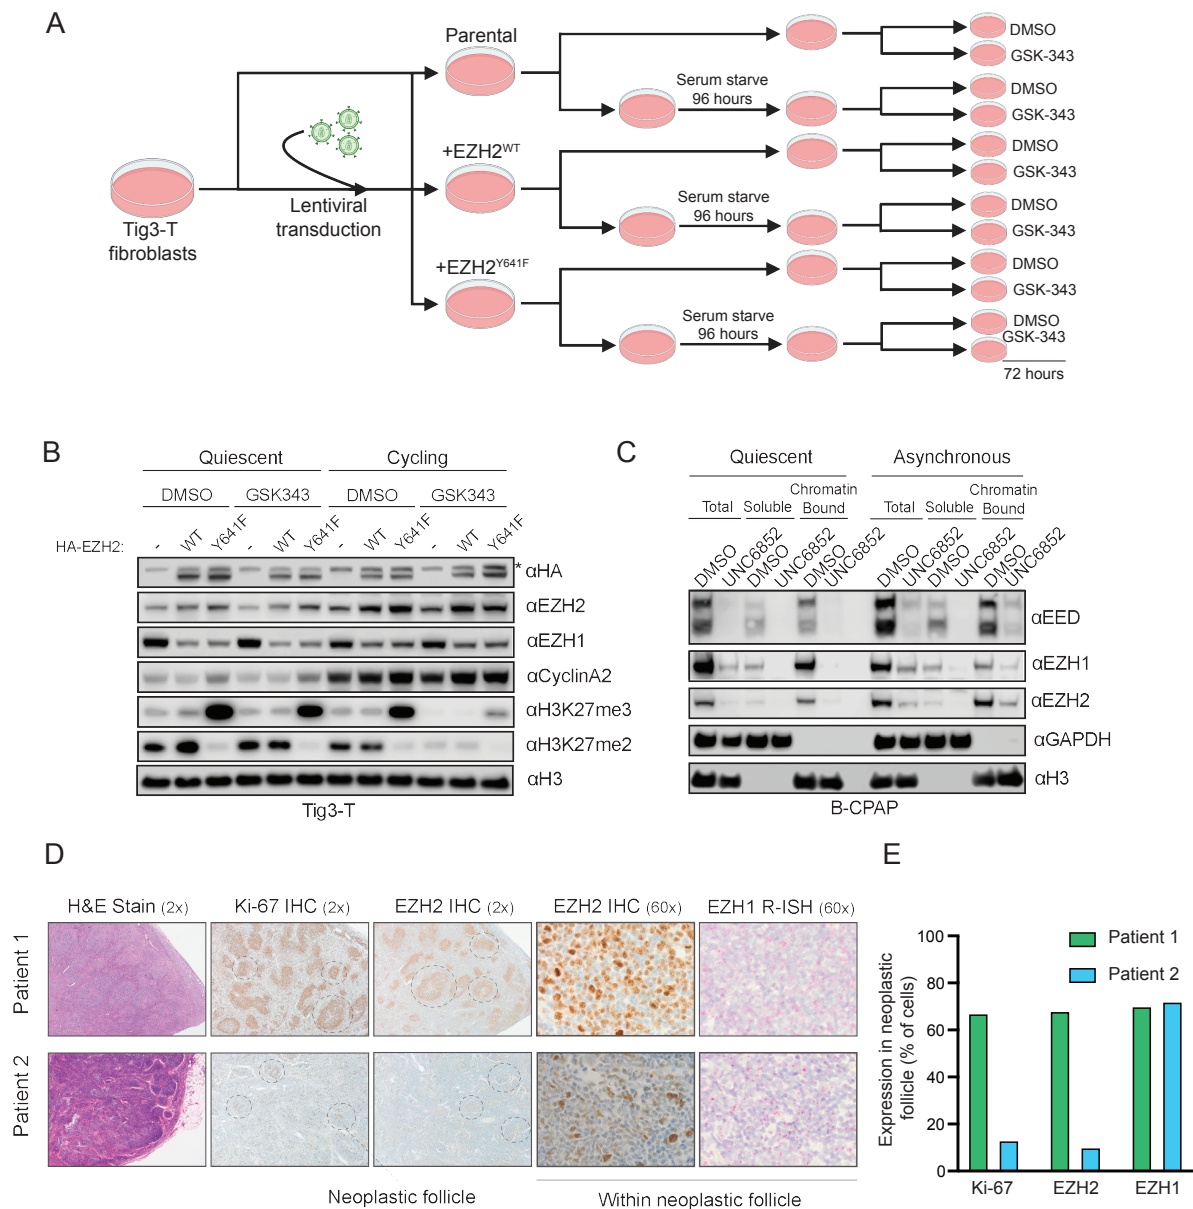 A
Parental
DMSO
GSK-343
Serum starve
96 hours
DMSO
GSK-343
+EZH2^WT
DMSO
GSK-343
Tig3-T
fibroblasts
Lentiviral
transduction
Serum starve
96 hours
DMSO
GSK-343
+EZH2^Y641F
DMSO
GSK-343
Serum starve
96 hours
DMSO
GSK-343
72 hours
B
Quiescent Cycling
DMSO GSK343 DMSO GSK343
HA-EZH2: - WT Y641F - WT Y641F - WT Y641F - WT Y641F
* αHA
αEZH2
αEZH1
αCyclinA2
αH3K27me3
αH3K27me2
αH3
Tig3-T
C
Quiescent Asynchronous
Total Soluble Chromatin Bound Total Soluble Chromatin Bound
DMSO UNC6852 DMSO UNC6852 DMSO UNC6852 DMSO UNC6852 DMSO UNC6852 DMSO UNC6852
αEED
αEZH1
αEZH2
αGAPDH
αH3
B-CPAP
D
H&E Stain (2x) Ki-67 IHC (2x) EZH2 IHC (2x) EZH2 IHC (60x) EZH1 R-ISH (60x)
Patient 1
Patient 2
Neoplastic follicle
Within neoplastic follicle
E
Expression in neoplastic
follicle (% of cells)
100
80
60
40
20
0
Patient 1
Patient 2
Ki-67 EZH2 EZH1